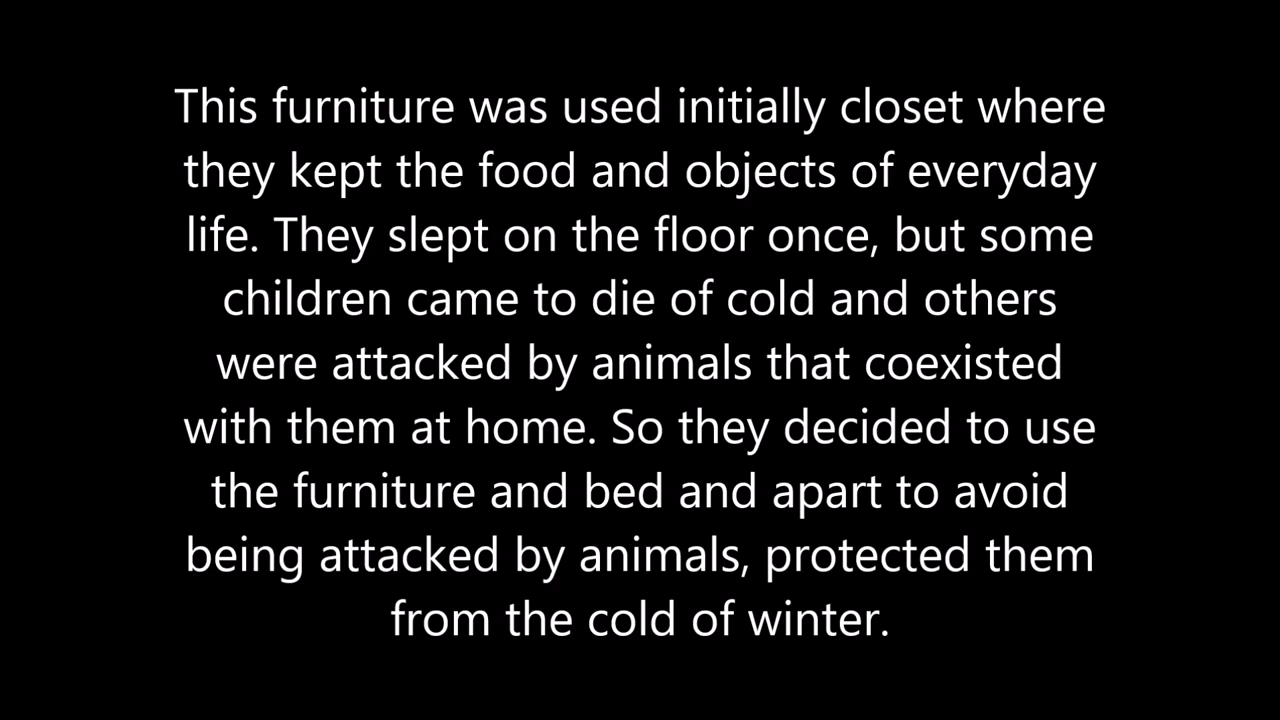 This furniture was used initially closet where
they kept the food and objects of everyday
life. They slept on the floor once, but some
children came to die of cold and others
were attacked by animals that coexisted
with them at home. So they decided to use
the furniture and bed and apart to avoid
being attacked by animals, protected them
from the cold of winter.